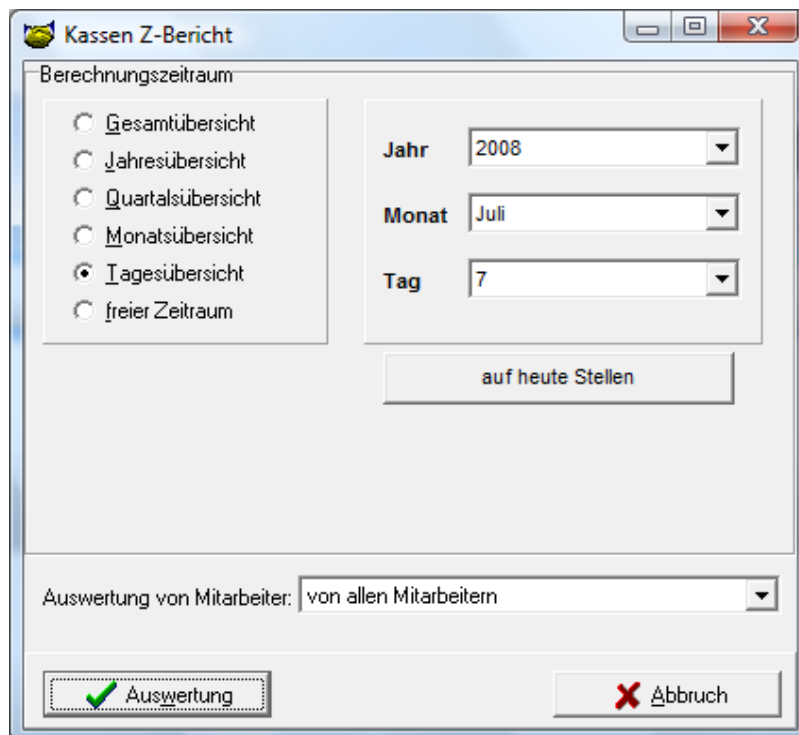 Kassen Z-Bericht
Berechnungszeitraum
Gesamtübersicht
Jahresübersicht
Quartalsübersicht
Monatsübersicht
Tagesübersicht
freier Zeitraum
Jahr 2008
Monat Juli
Tag 7
auf heute Stellen
Auswertung von Mitarbeiter: von allen Mitarbeitern
Auswertung Abbruch